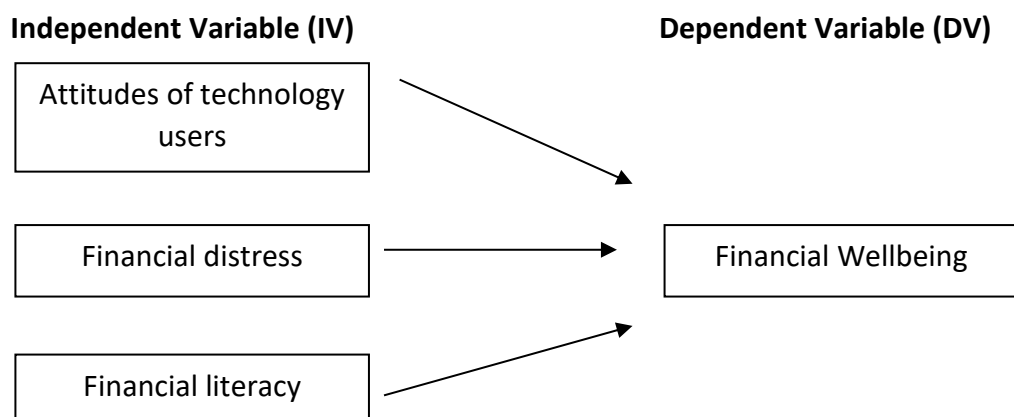 Independent Variable (IV)
Dependent Variable (DV)
Attitudes of technology
users
Financial distress
Financial Wellbeing
Financial literacy